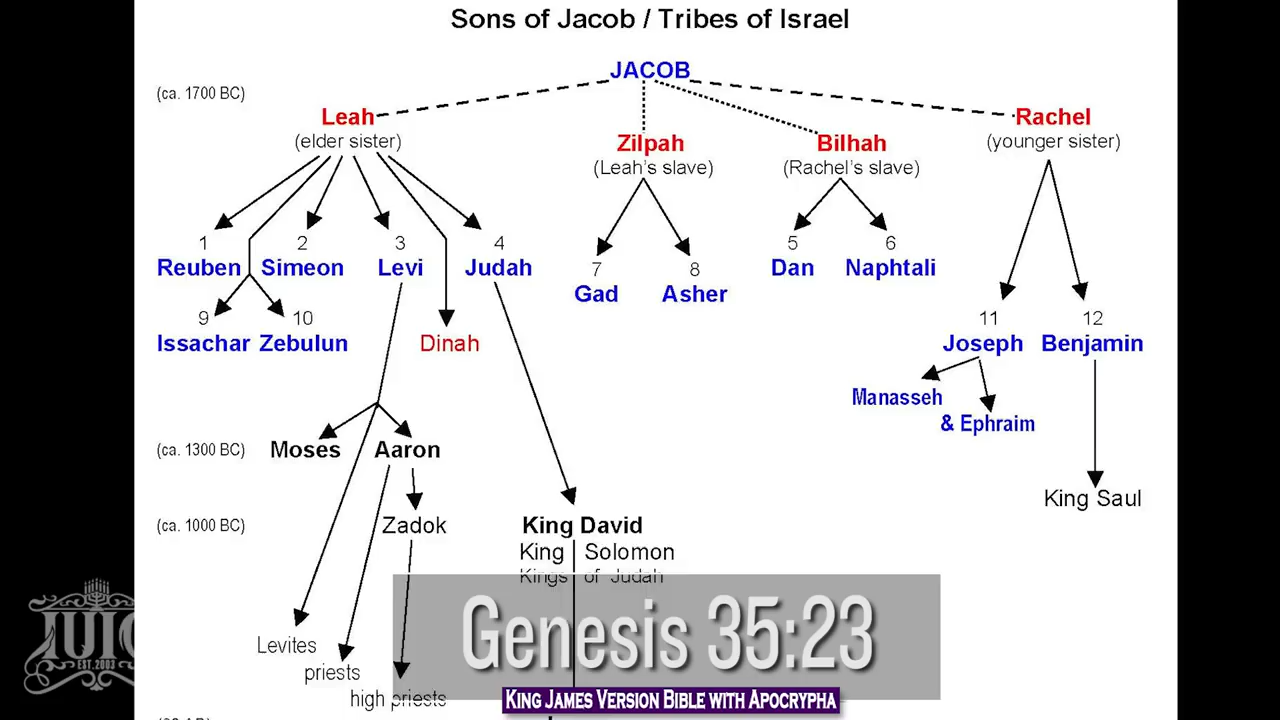 Sons of Jacob / Tribes of Israel
JACOB
(ca. 1700 BC)
Leah
(elder sister)
Zilpah
(Leah's slave)
Bilhah
(Rachel's slave)
Rachel
(younger sister)
1
Reuben
2
Simeon
3
Levi
4
Judah
7
Gad
8
Asher
5
Dan
6
Naphtali
9
Issachar
10
Zebulun
Dinah
11
Joseph
12
Benjamin
Manasseh
& Ephraim
(ca. 1300 BC)
Moses
Aaron
King Saul
(ca. 1000 BC)
Zadok
King David
King Solomon
Kings of Judah
Levites
priests
high priests
Genesis 35:23
KING JAMES VERSION BIBLE WITH APOCRYPHA
IUIC
EST. 2003